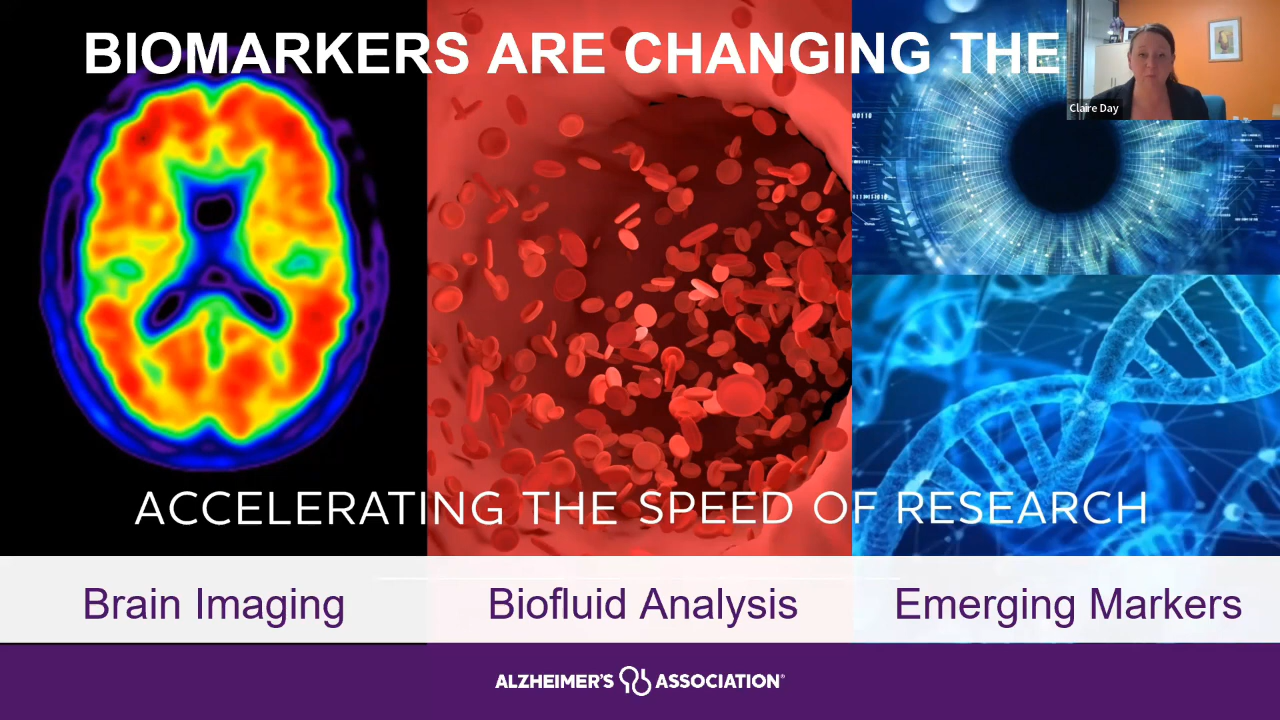 BIOMARKERS ARE CHANGING THE
Claire Day
ACCELERATING THE SPEED OF RESEARCH
Brain Imaging
Biofluid Analysis
Emerging Markers
ALZHEIMER'S ASSOCIATION®